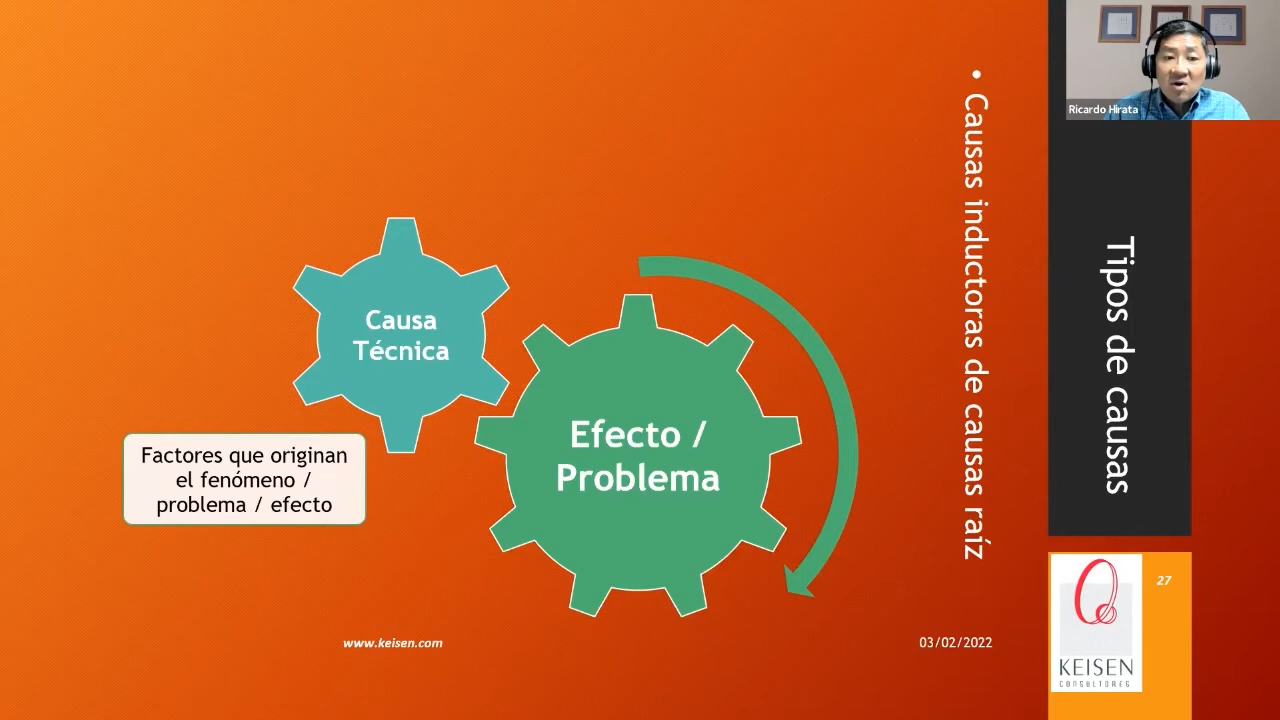 Tipos de causas
• Causas inductoras de causas raíz
Causa
Técnica
Efecto /
Problema
Factores que originan
el fenómeno /
problema / efecto
www.keisen.com
03/02/2022
27
KEISEN
CONSULTORES
Ricardo Hirata